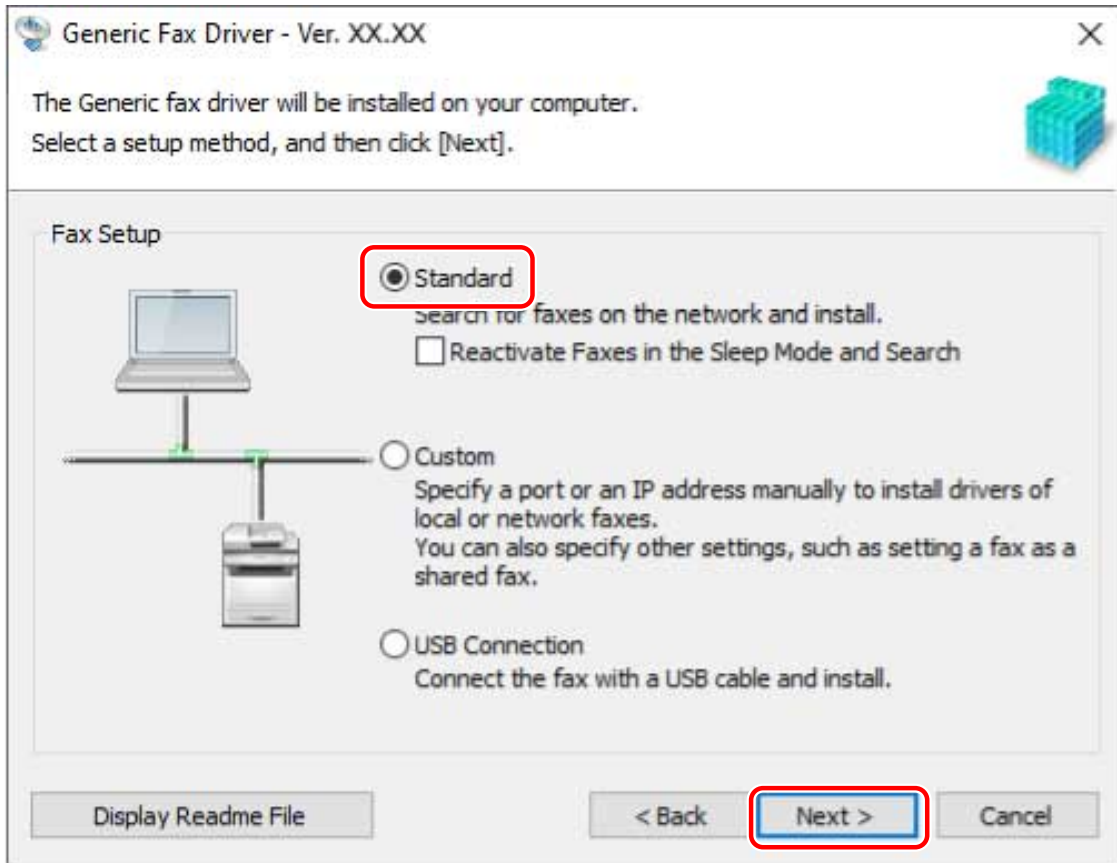 Generic Fax Driver - Ver. XX.XX
The Generic fax driver will be installed on your computer.
Select a setup method, and then click [Next].
Fax Setup
Standard
Search for faxes on the network and install.
Reactivate Faxes in the Sleep Mode and Search
Custom
Specify a port or an IP address manually to install drivers of
local or network faxes.
You can also specify other settings, such as setting a fax as a
shared fax.
USB Connection
Connect the fax with a USB cable and install.
Display Readme File
< Back
Next >
Cancel